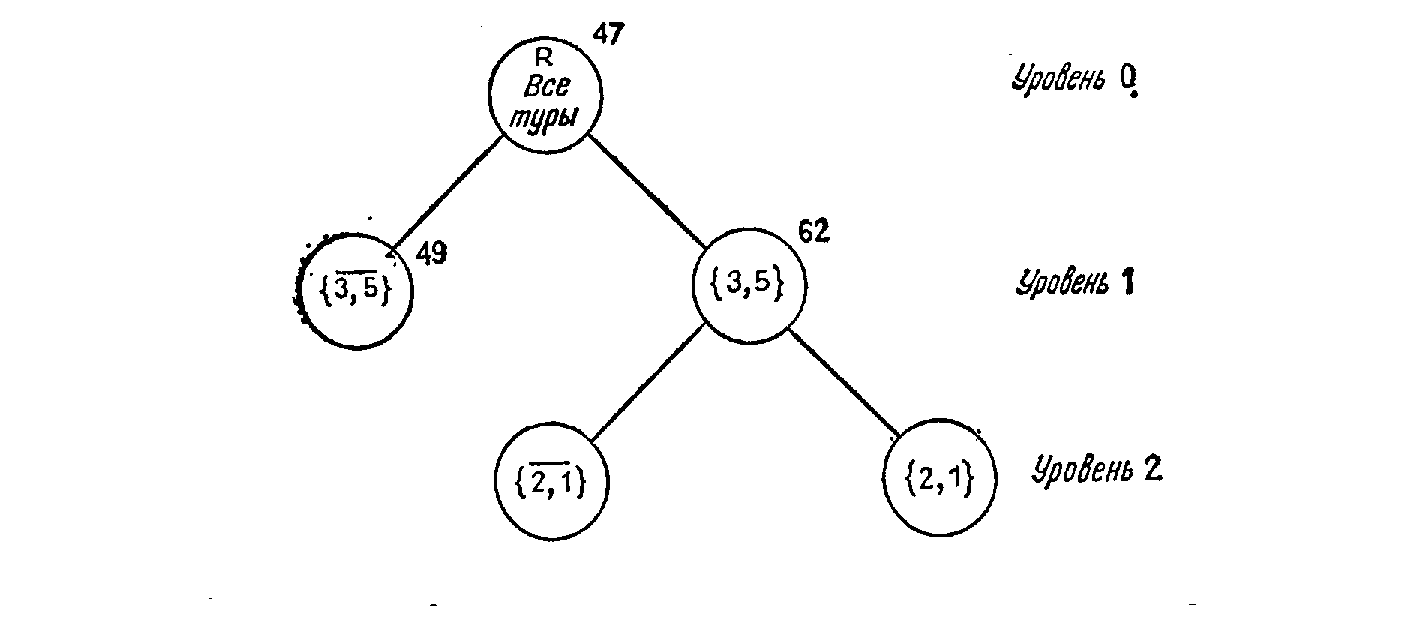 47
R
Все
туры
Уровень 0
49
{3,5}
62
{3,5}
Уровень 1
{2,1}
{2,1}
Уровень 2